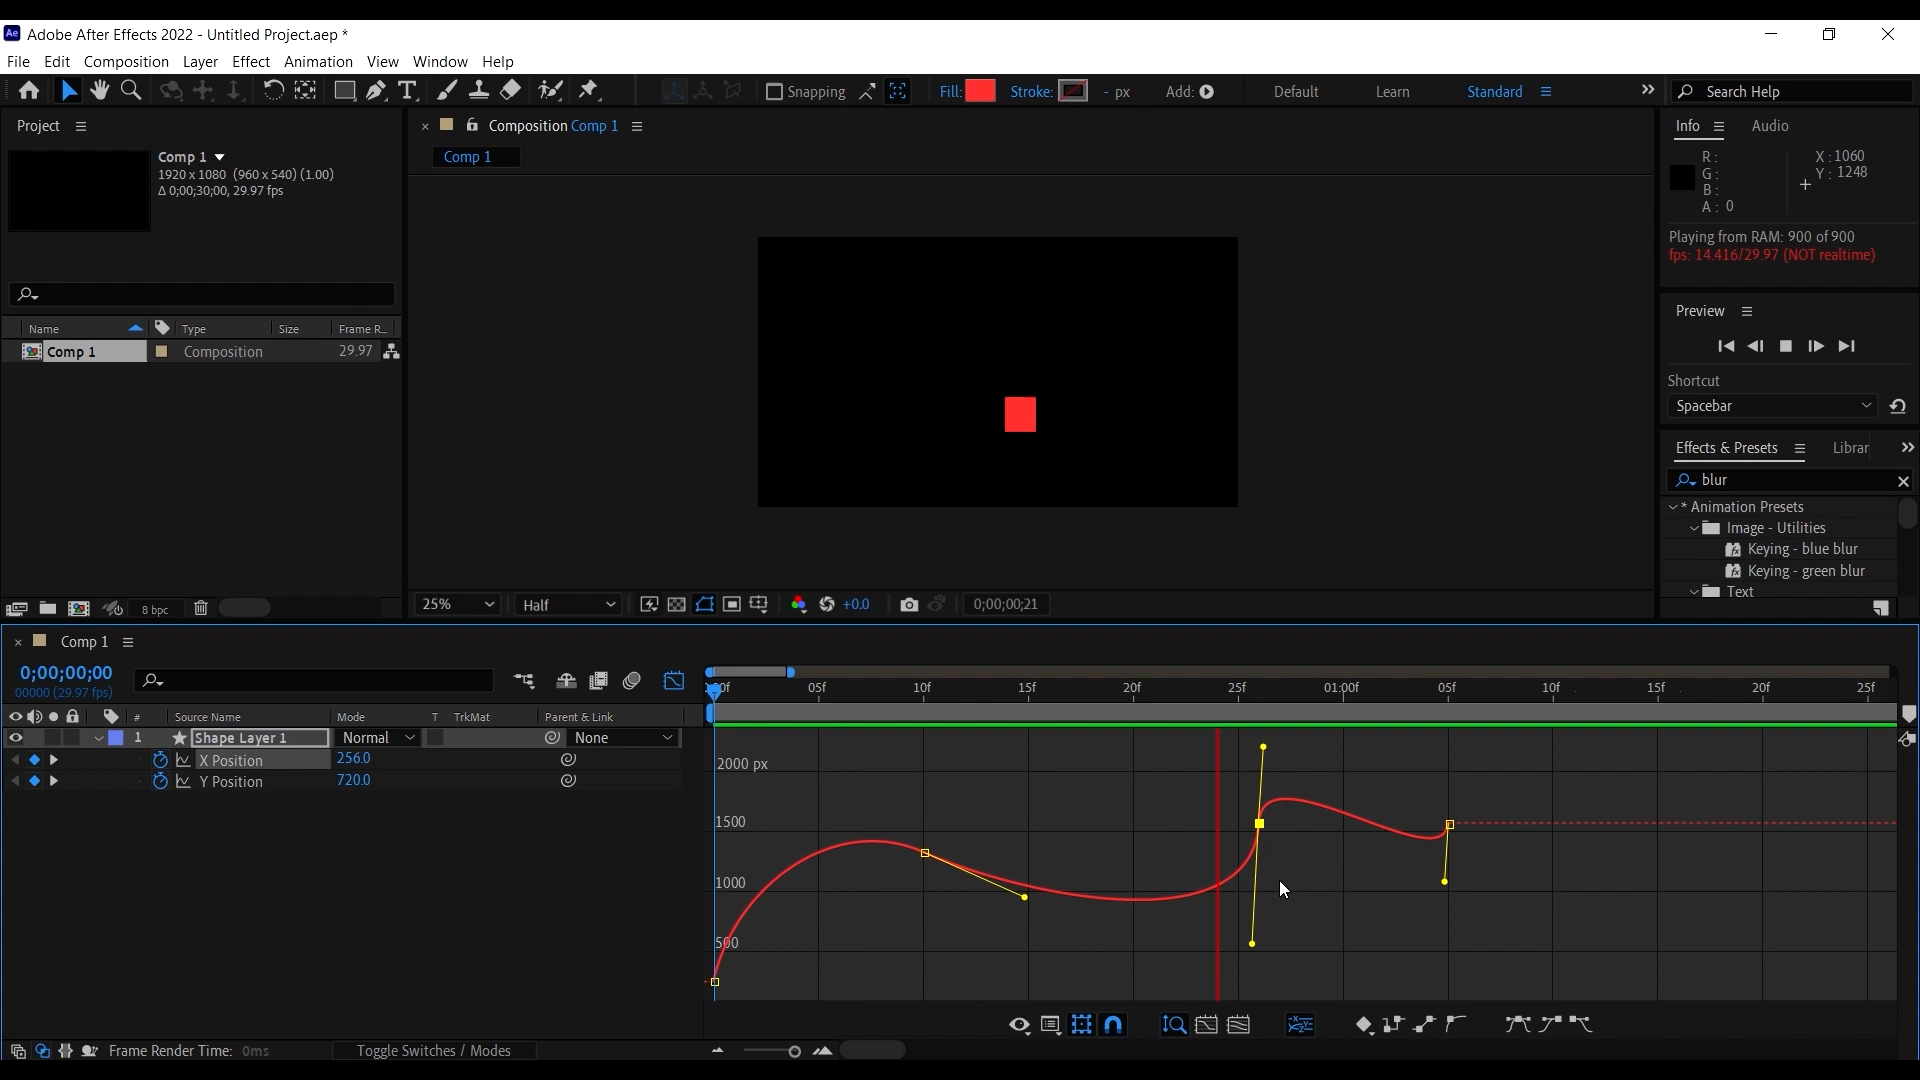 Ae Adobe After Effects 2022 - Untitled Project.aep *
File Edit Composition Layer Effect Animation View Window Help
Snapping Fill: Stroke: - px Add: Default Learn Standard Search Help
Project
Comp 1
1920 x 1080 (960 x 540) (1.00)
Δ 0;00;30;00, 29.97 fps
Name Type Size Frame R...
Comp 1 Composition 29.97
8 bpc
Composition Comp 1
Comp 1
25% Half +0.0 0;00;00;21
Info Audio
R: X : 1060
G: Y : 1248
B:
A: 0
Playing from RAM: 900 of 900
fps: 14.416/29.97 (NOT realtime)
Preview
Shortcut
Spacebar
Effects & Presets Librar
blur
* Animation Presets
Image - Utilities
Keying - blue blur
Keying - green blur
Text
Comp 1
0;00;00;00
00000 (29.97 fps)
# Source Name Mode T TrkMat Parent & Link
1 Shape Layer 1 Normal None
X Position 256.0
Y Position 720.0
:00f 05f 10f 15f 20f 25f 01:00f 05f 10f 15f 20f 25f
2000 px
1500
1000
500
Frame Render Time: 0ms Toggle Switches / Modes